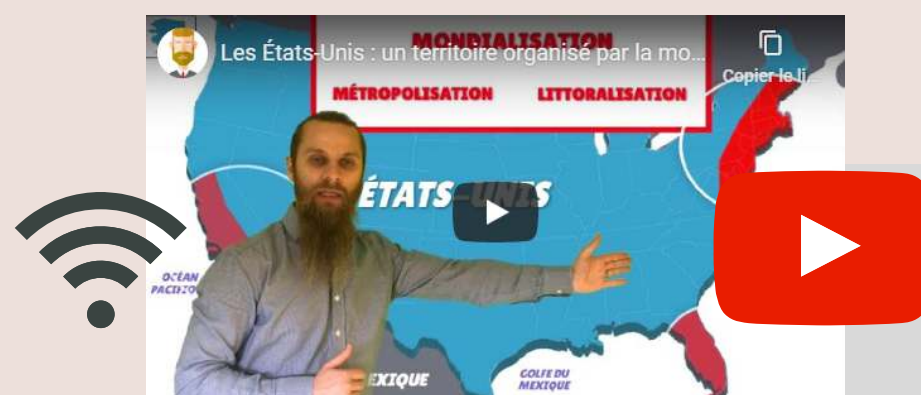 MONDIALISATION
Les États-Unis : un territoire organisé par la mo...
Copier le li...
MÉTROPOLISATION LITTORALISATION
ÉTATS-UNIS
OCÉAN
PACIFIQUE
MEXIQUE
GOLFE DU
MEXIQUE